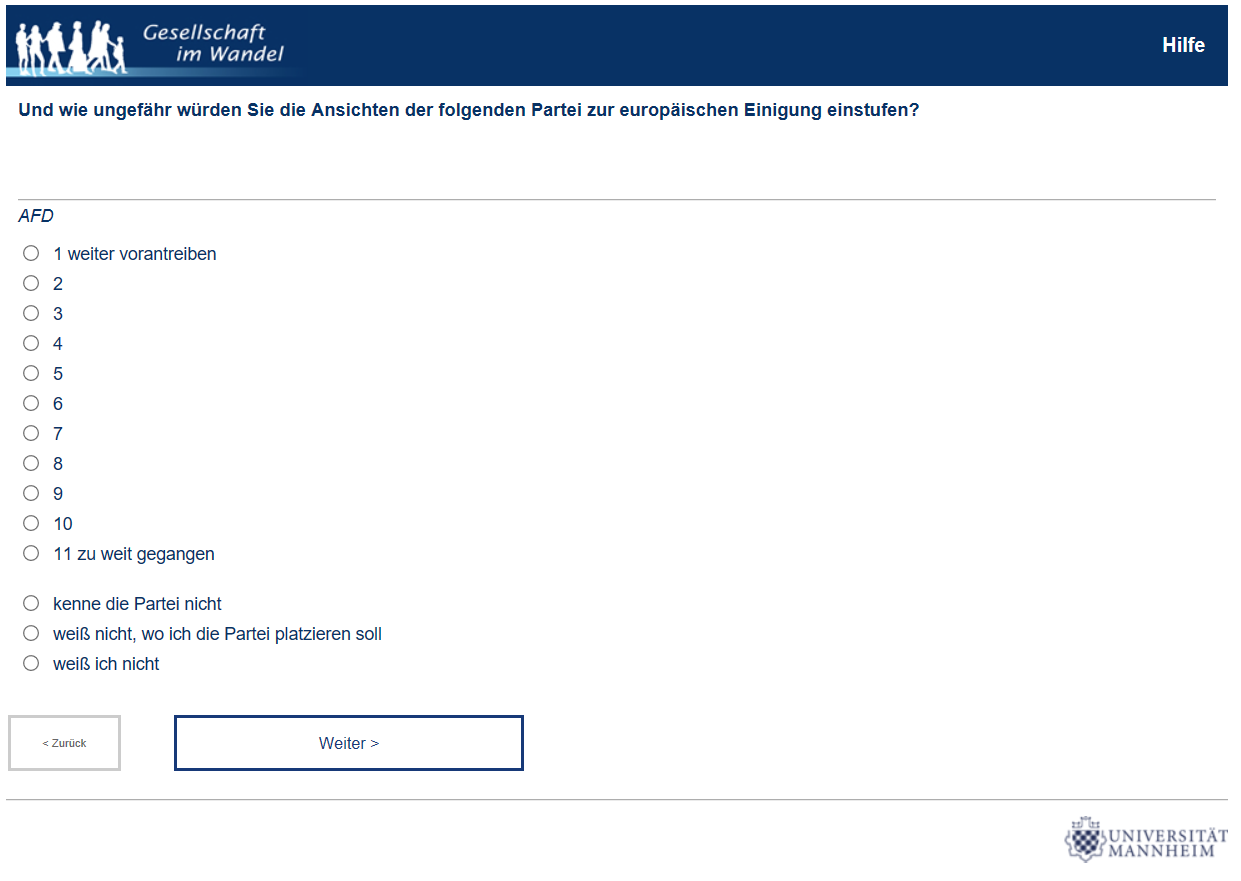 Gesellschaft
im Wandel
Hilfe
Und wie ungefähr würden Sie die Ansichten der folgenden Partei zur europäischen Einigung einstufen?
AFD
1 weiter vorantreiben
2
3
4
5
6
7
8
9
10
11 zu weit gegangen
kenne die Partei nicht
weiß nicht, wo ich die Partei platzieren soll
weiß ich nicht
< Zurück
Weiter >
UNIVERSITÄT
MANNHEIM